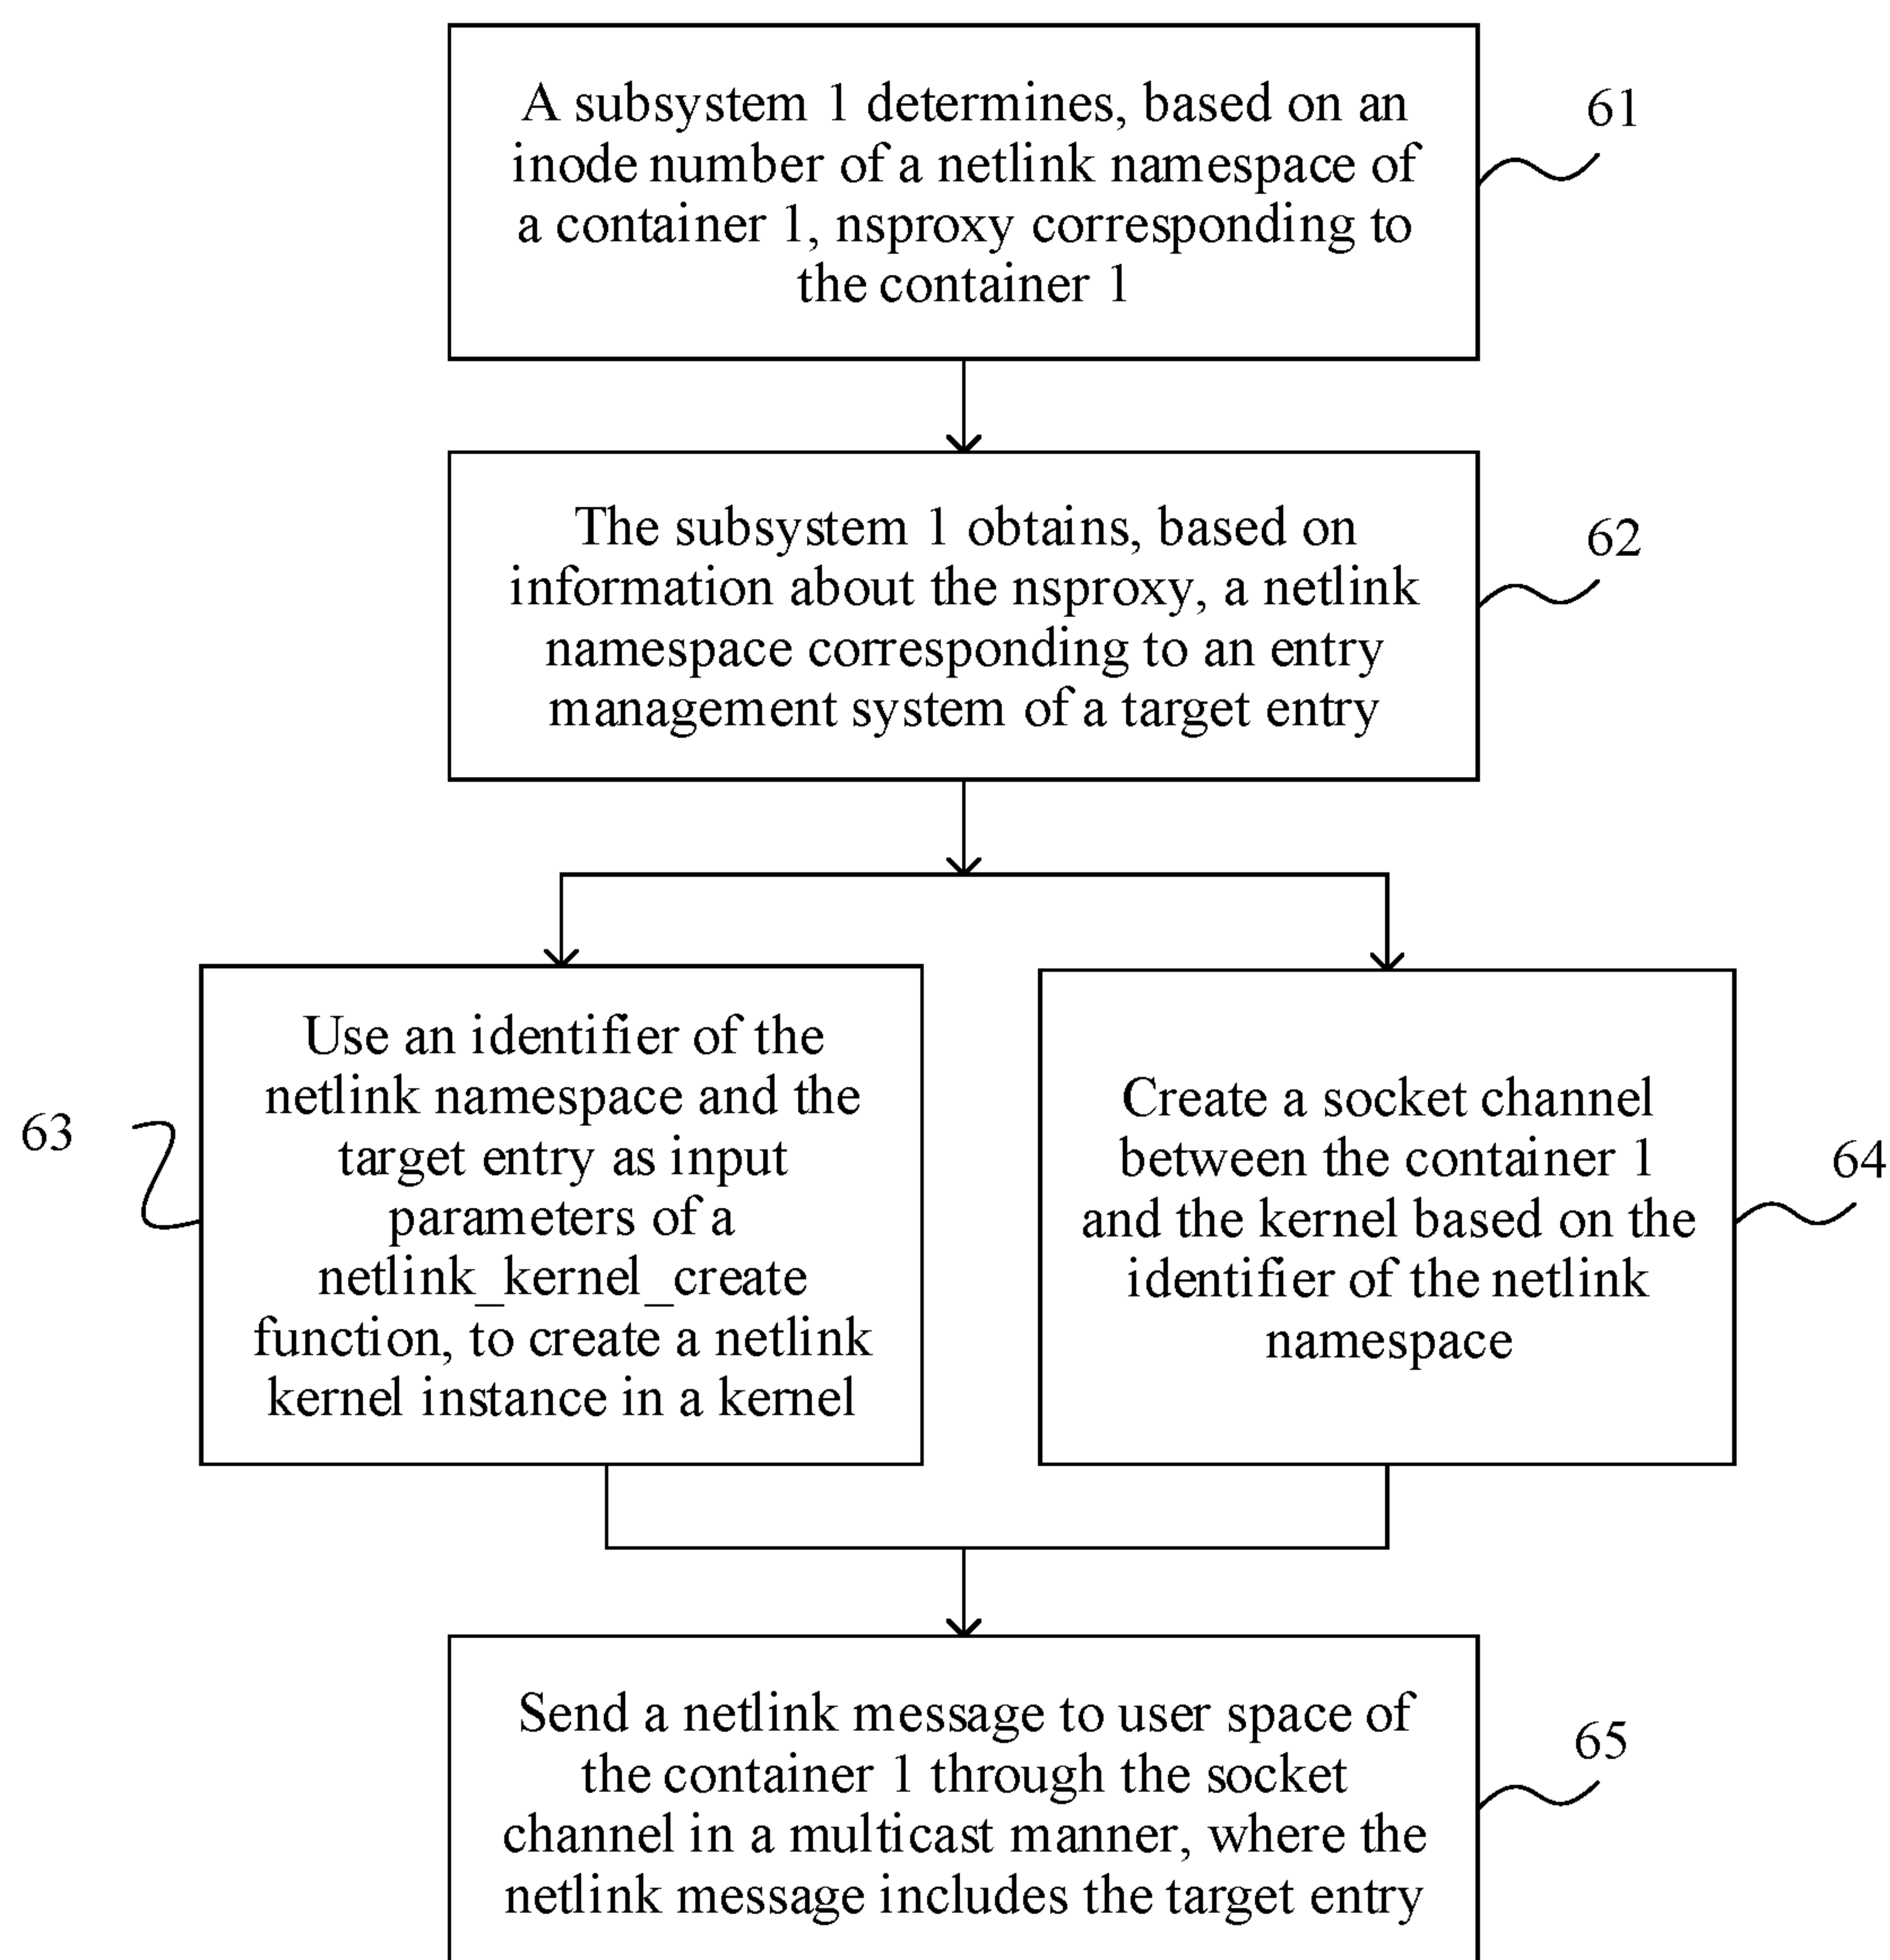 A subsystem 1 determines, based on an
inode number of a netlink namespace of
a container 1, nsproxy corresponding to
the container 1
61
The subsystem 1 obtains, based on
information about the nsproxy, a netlink
namespace corresponding to an entry
management system of a target entry
62
Use an identifier of the
netlink namespace and the
target entry as input
parameters of a
netlink_kernel_create
function, to create a netlink
kernel instance in a kernel
63
Create a socket channel
between the container 1
and the kernel based on the
identifier of the netlink
namespace
64
Send a netlink message to user space of
the container 1 through the socket
channel in a multicast manner, where the
netlink message includes the target entry
65